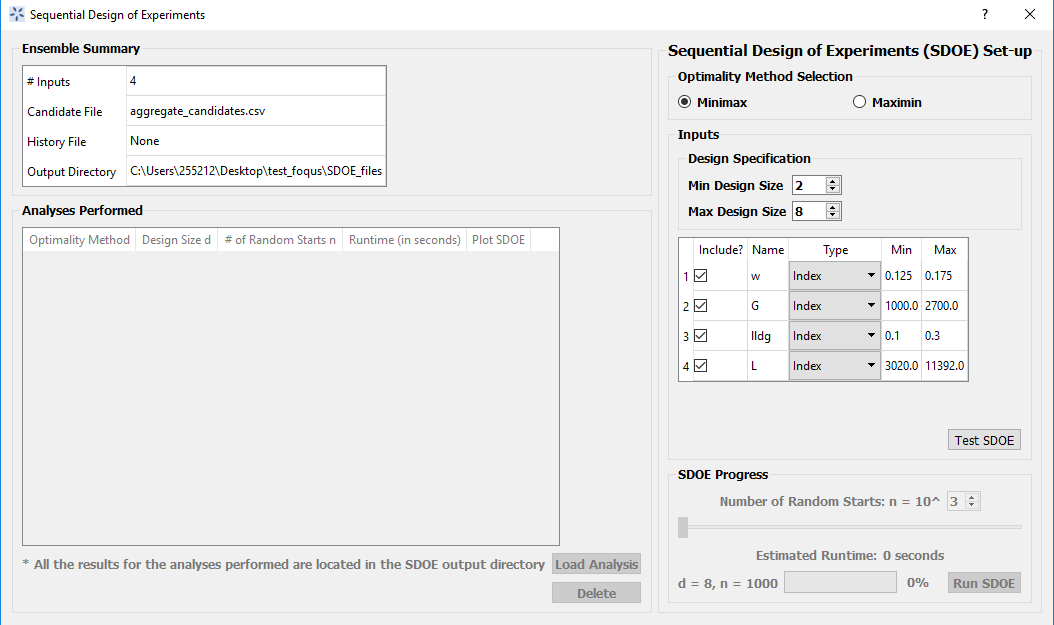 Sequential Design of Experiments
?
Ensemble Summary
# Inputs 4
Candidate File aggregate_candidates.csv
History File None
Output Directory C:\Users\255212\Desktop\test_foqus\SDOE_files
Analyses Performed
Optimality Method Design Size d # of Random Starts n Runtime (in seconds) Plot SDOE
* All the results for the analyses performed are located in the SDOE output directory
Load Analysis
Delete
Sequential Design of Experiments (SDOE) Set-up
Optimality Method Selection
Minimax Maximin
Inputs
Design Specification
Min Design Size 2
Max Design Size 8
Include? Name Type Min Max
1 w Index 0.125 0.175
2 G Index 1000.0 2700.0
3 lldg Index 0.1 0.3
4 L Index 3020.0 11392.0
Test SDOE
SDOE Progress
Number of Random Starts: n = 10^ 3
Estimated Runtime: 0 seconds
d = 8, n = 1000 0% Run SDOE